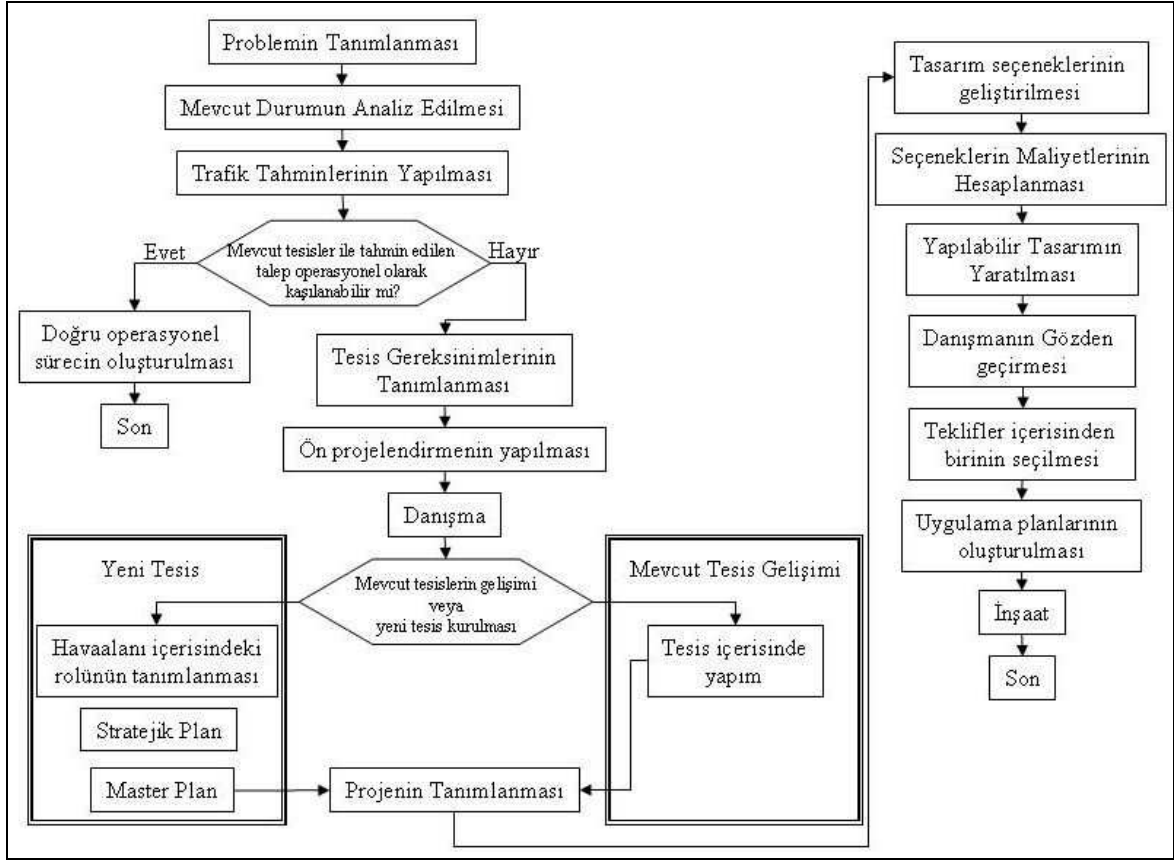 Problemin Tanımlanması
Mevcut Durumun Analiz Edilmesi
Trafik Tahminlerinin Yapılması
Evet
Mevcut tesisler ile tahmin edilen
talep operasyonel olarak
kaşılanabilir mi?
Hayır
Doğru operasyonel
sürecin oluşturulması
Son
Tesis Gereksinimlerinin
Tanımlanması
Ön projelendirmenin yapılması
Danışma
Mevcut tesislerin gelişimi
veya
yeni tesis kurulması
Yeni Tesis
Havaalanı içerisindeki
rolünün tanımlanması
Stratejik Plan
Master Plan
Mevcut Tesis Gelişimi
Tesis içerisinde
yapım
Projenin Tanımlanması
Tasarım seçeneklerinin
geliştirilmesi
Seçeneklerin Maliyetlerinin
Hesaplanması
Yapılabilir Tasarımın
Yaratılması
Danışmanın Gözden
geçirmesi
Teklifler içerisinden
birinin seçilmesi
Uygulama planlarının
oluşturulması
İnşaat
Son